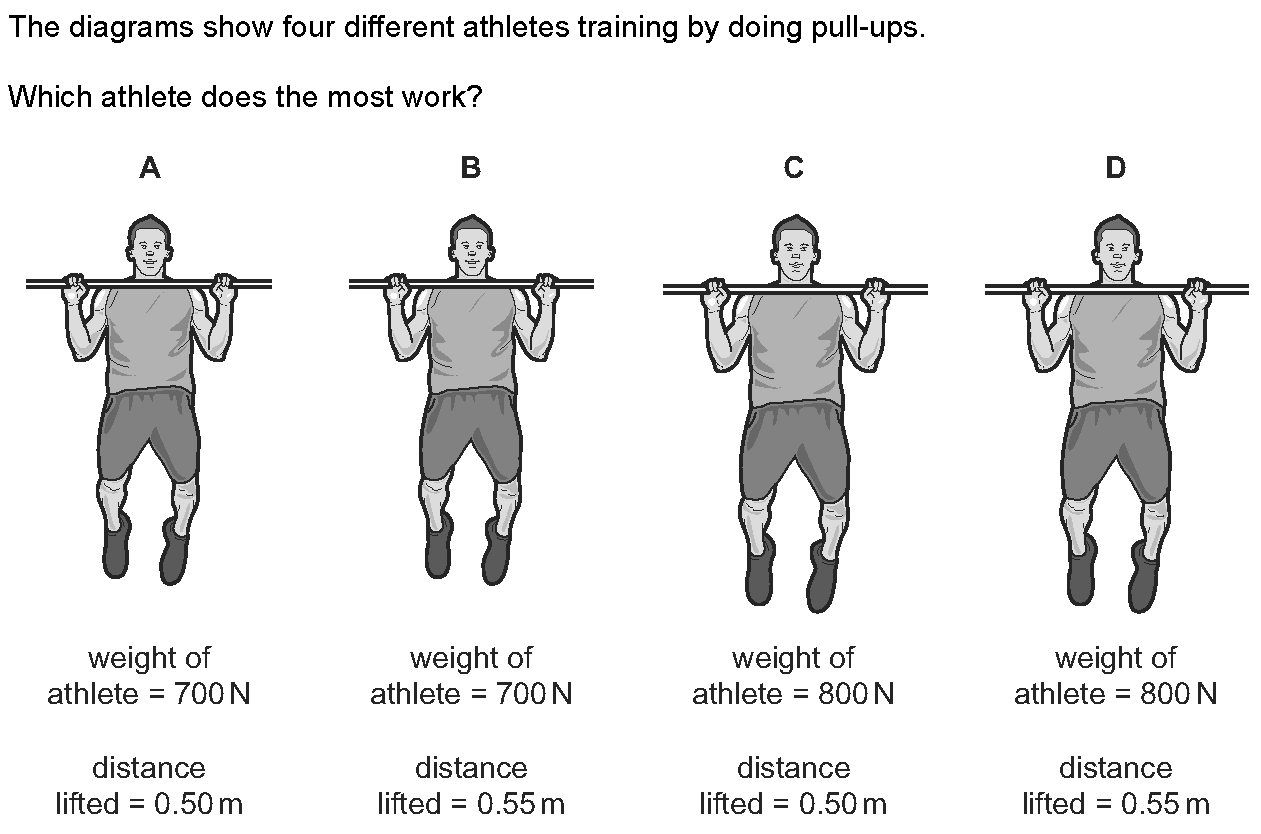 The diagrams show four different athletes training by doing pull-ups.
Which athlete does the most work?
A
B
C
D
weight of
athlete = 700 N
weight of
athlete = 700 N
weight of
athlete = 800 N
weight of
athlete = 800 N
distance
lifted = 0.50 m
distance
lifted = 0.55 m
distance
lifted = 0.50 m
distance
lifted = 0.55 m